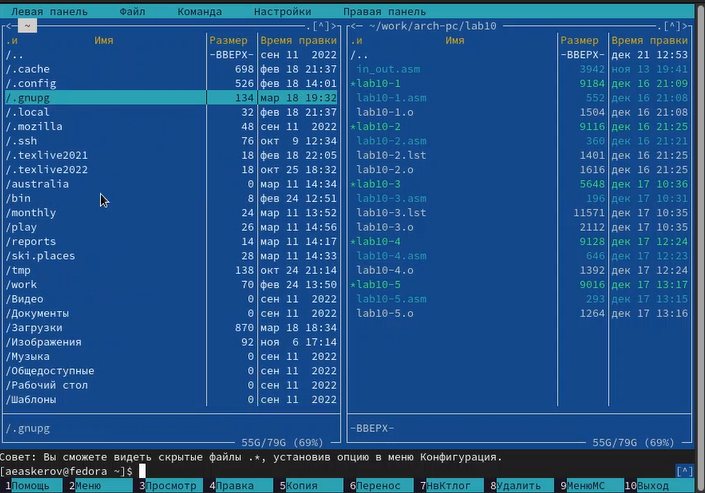 Левая панель Файл Команда Настройки Правая панель
<─ ~ .[^]> <─ ~/work/arch-pc/lab10 .[^]>
.и Имя Размер Время правки .и Имя Размер Время правки
/.. -ВВЕРХ- сен 11 2022 /.. -ВВЕРХ- дек 21 12:53
/.cache 698 фев 18 21:37 in_out.asm 3942 ноя 13 19:41
/.config 526 фев 18 14:01 *lab10-1 9184 дек 16 21:09
/.gnupg 134 мар 18 19:32 lab10-1.asm 552 дек 16 21:08
/.local 32 фев 18 21:37 lab10-1.o 1504 дек 16 21:08
/.mozilla 48 сен 11 2022 *lab10-2 9116 дек 16 21:25
/.ssh 76 окт 9 12:34 lab10-2.asm 360 дек 16 21:21
/.texlive2021 18 фев 18 22:05 lab10-2.lst 1401 дек 16 21:25
/.texlive2022 18 окт 25 18:32 lab10-2.o 1616 дек 16 21:25
/australia 0 мар 11 14:34 *lab10-3 5648 дек 17 10:36
/bin 8 фев 24 12:51 lab10-3.asm 196 дек 17 10:31
/monthly 24 мар 11 13:52 lab10-3.lst 11571 дек 17 10:35
/play 26 мар 11 14:56 lab10-3.o 2112 дек 17 10:35
/reports 14 мар 11 14:17 *lab10-4 9128 дек 17 12:24
/ski.places 28 мар 11 14:33 lab10-4.asm 646 дек 17 12:23
/tmp 138 окт 24 21:14 lab10-4.o 1392 дек 17 12:24
/work 70 фев 24 13:50 *lab10-5 9016 дек 17 13:17
/Видео 0 сен 11 2022 lab10-5.asm 293 дек 17 13:15
/Документы 0 сен 11 2022 lab10-5.o 1264 дек 17 13:16
/Загрузки 870 мар 18 18:34
/Изображения 92 ноя 6 17:14
/Музыка 0 сен 11 2022
/Общедоступные 0 сен 11 2022
/Рабочий стол 0 сен 11 2022
/Шаблоны 0 сен 11 2022
/.gnupg -ВВЕРХ-
55G/79G (69%) 55G/79G (69%)
Совет: Вы сможете видеть скрытые файлы .*, установив опцию в меню Конфигурация.
[aeaskerov@fedora ~]$ [^]
1Помощь 2Меню 3Просмотр 4Правка 5Копия 6Перенос 7НвКтлог 8Удалить 9МенюМС 10Выход